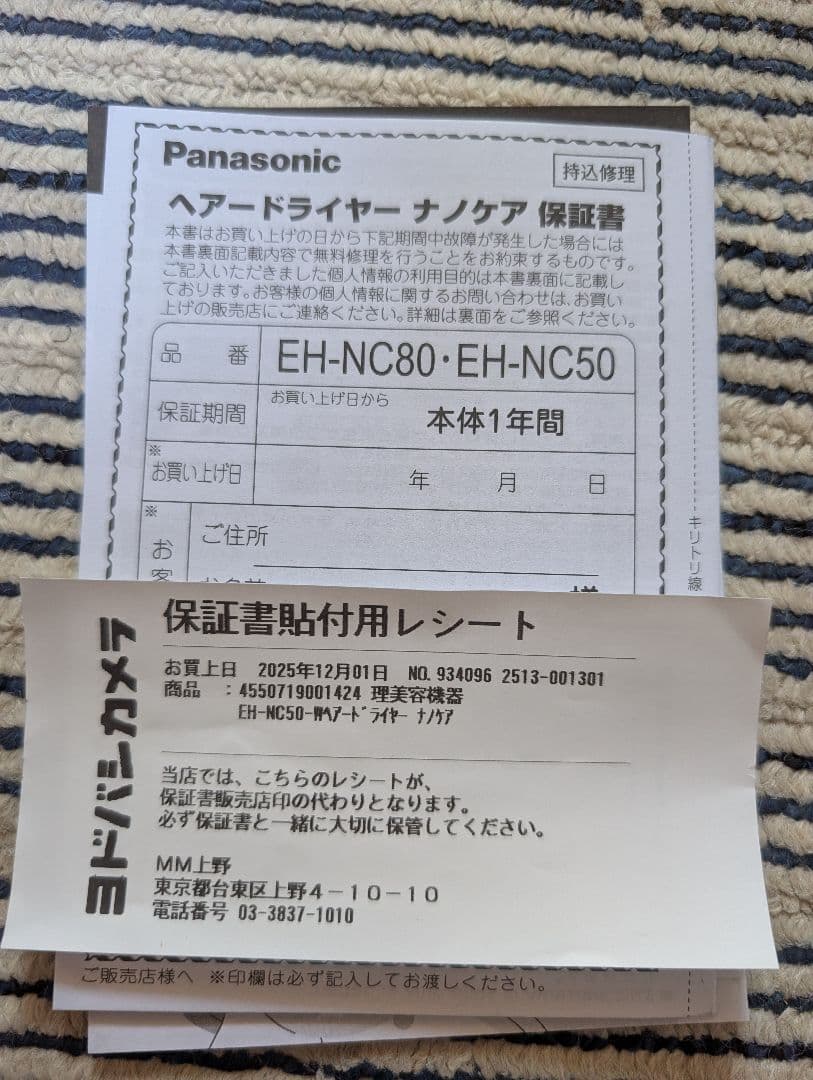 Panasonic
持込修理
ヘアードライヤー ナノケア 保証書
本書はお買い上げの日から下記期間中故障が発生した場合には
本書裏面記載内容で無料修理を行うことをお約束するものです。
ご記入いただきました個人情報の利用目的は本書裏面に記載し
ております。お客様の個人情報に関するお問い合わせは、お買い
上げの販売店にご連絡ください。詳細は裏面をご参照ください。
品番 EH-NC80・EH-NC50
保証期間 お買い上げ日から 本体1年間
※
お買い上げ日 年 月 日
※
お客
ご住所
キリトリ線
ヨドバシカメラ
保証書貼付用レシート
お買上日 2025年12月01日 NO. 934096 2513-001301
商品 :4550719001424 理美容機器
EH-NC50-Wヘアードライヤー ナノケア
当店では、こちらのレシートが、
保証書販売店印の代わりとなります。
必ず保証書と一緒に大切に保管してください。
MM上野
東京都台東区上野4-10-10
電話番号 03-3837-1010
ご販売店様へ ※印欄は必ず記入してお渡しください。